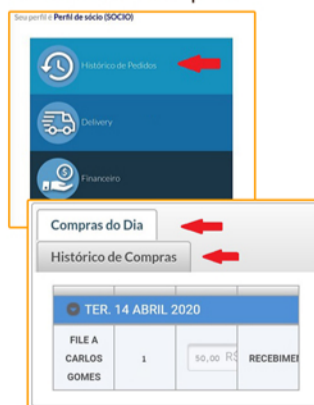 Seu perfil é Perfil de sócio (SOCIO)
Histórico de Pedidos
Delivery
Financeiro
Compras do Dia
Histórico de Compras
TER. 14 ABRIL 2020
FILE A CARLOS GOMES
1
50,00 R$
RECEBIME